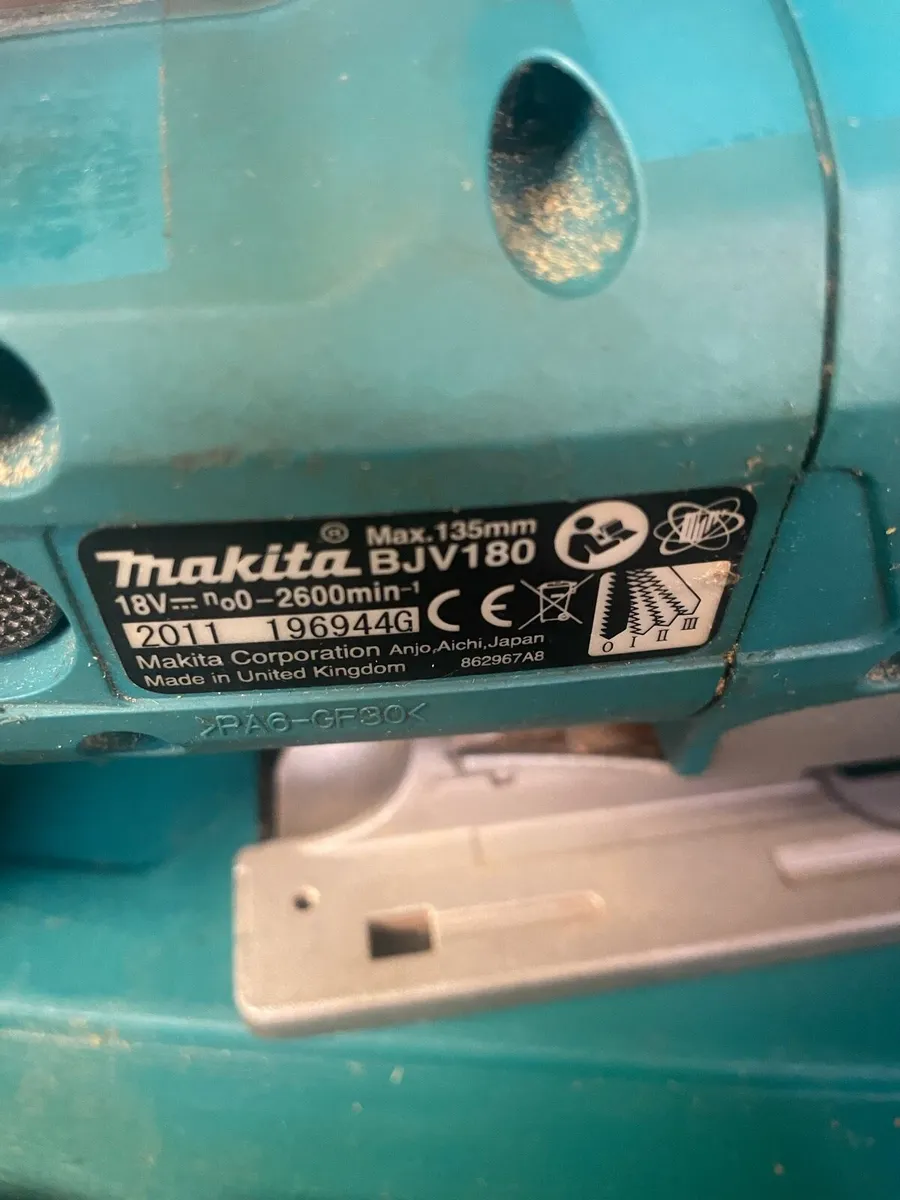 makita® Max.135mm
BJV180
18V⎓ n₀0-2600min⁻¹
2011 196944G CE
Makita Corporation Anjo,Aichi,Japan
Made in United Kingdom 862967A8
O I II III
>PA6-GF30<